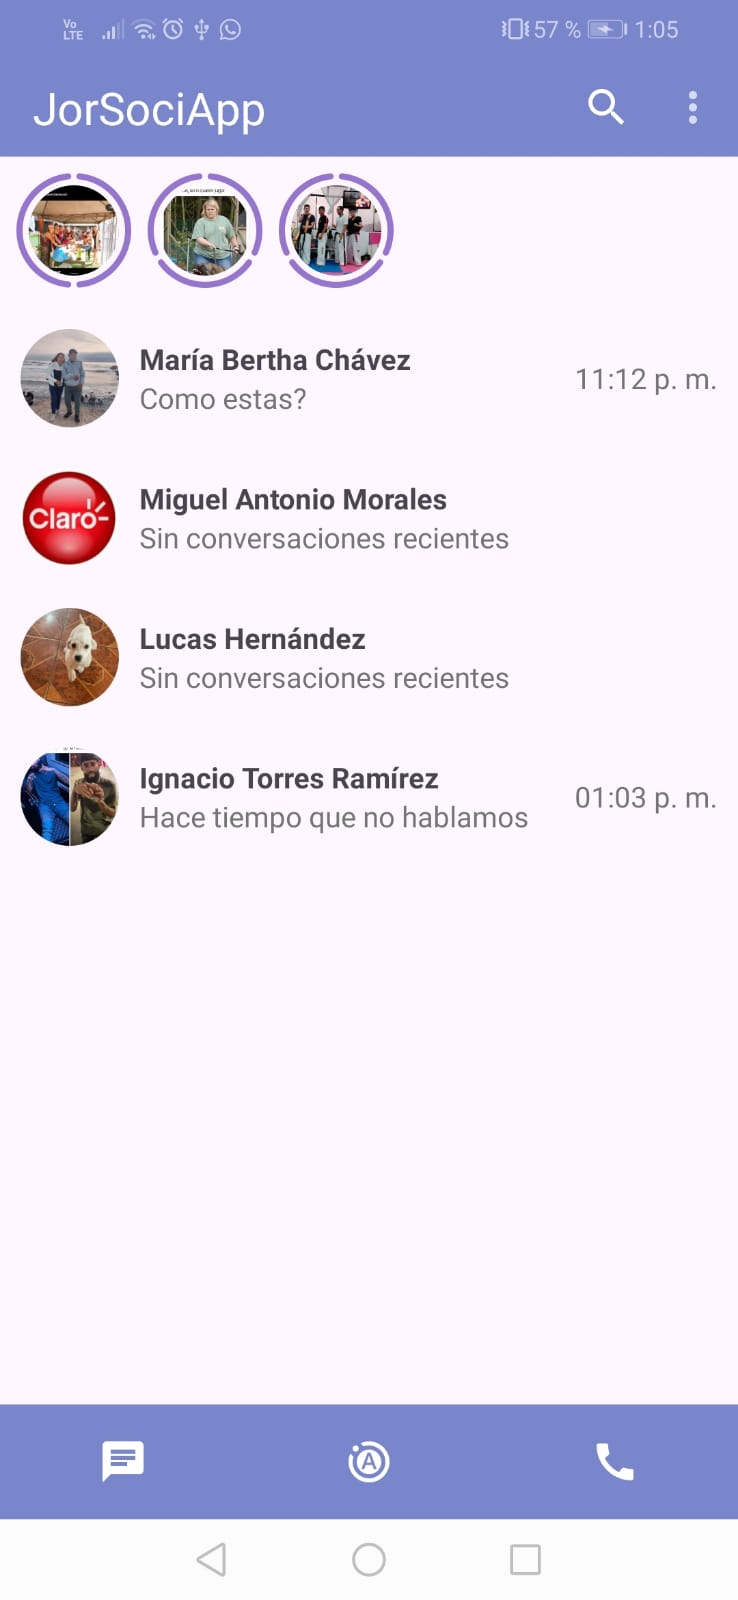 Vo LTE 57 % 1:05
JorSociApp
María Bertha Chávez
Como estas?
11:12 p. m.
Claro-
Miguel Antonio Morales
Sin conversaciones recientes
Lucas Hernández
Sin conversaciones recientes
Ignacio Torres Ramírez
Hace tiempo que no hablamos
01:03 p. m.
A